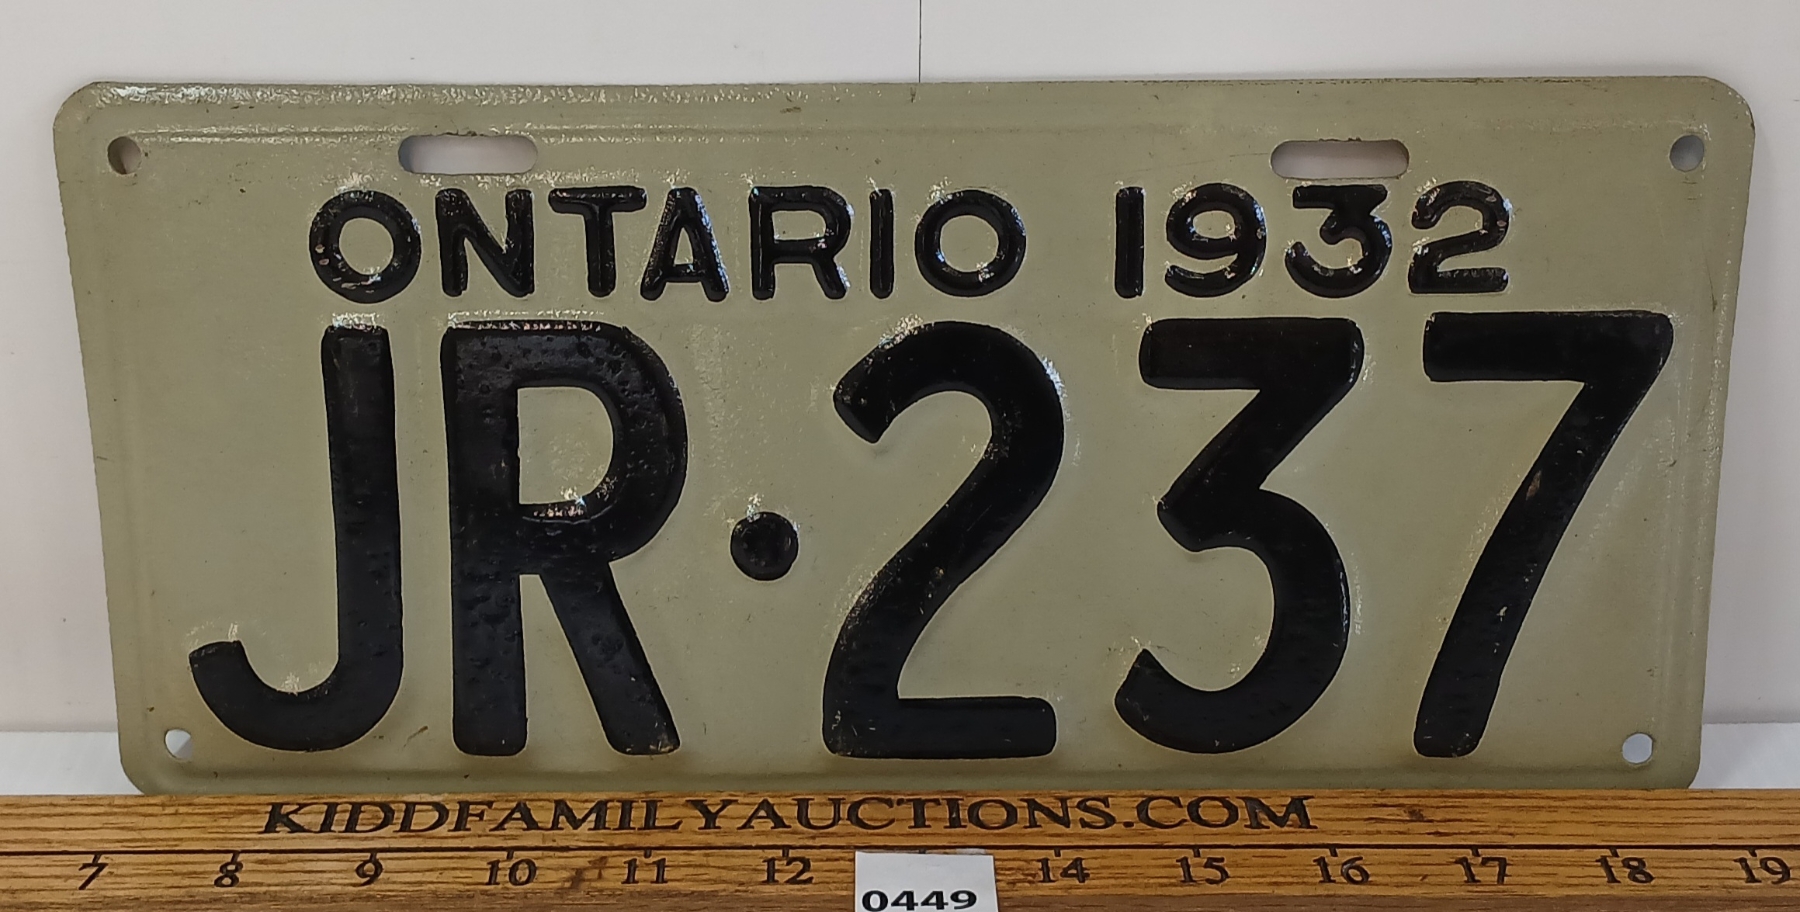 ONTARIO 1932
JR·237
KIDDFAMILYAUCTIONS.COM
7 8 9 10 11 12 14 15 16 17 18 19
0449